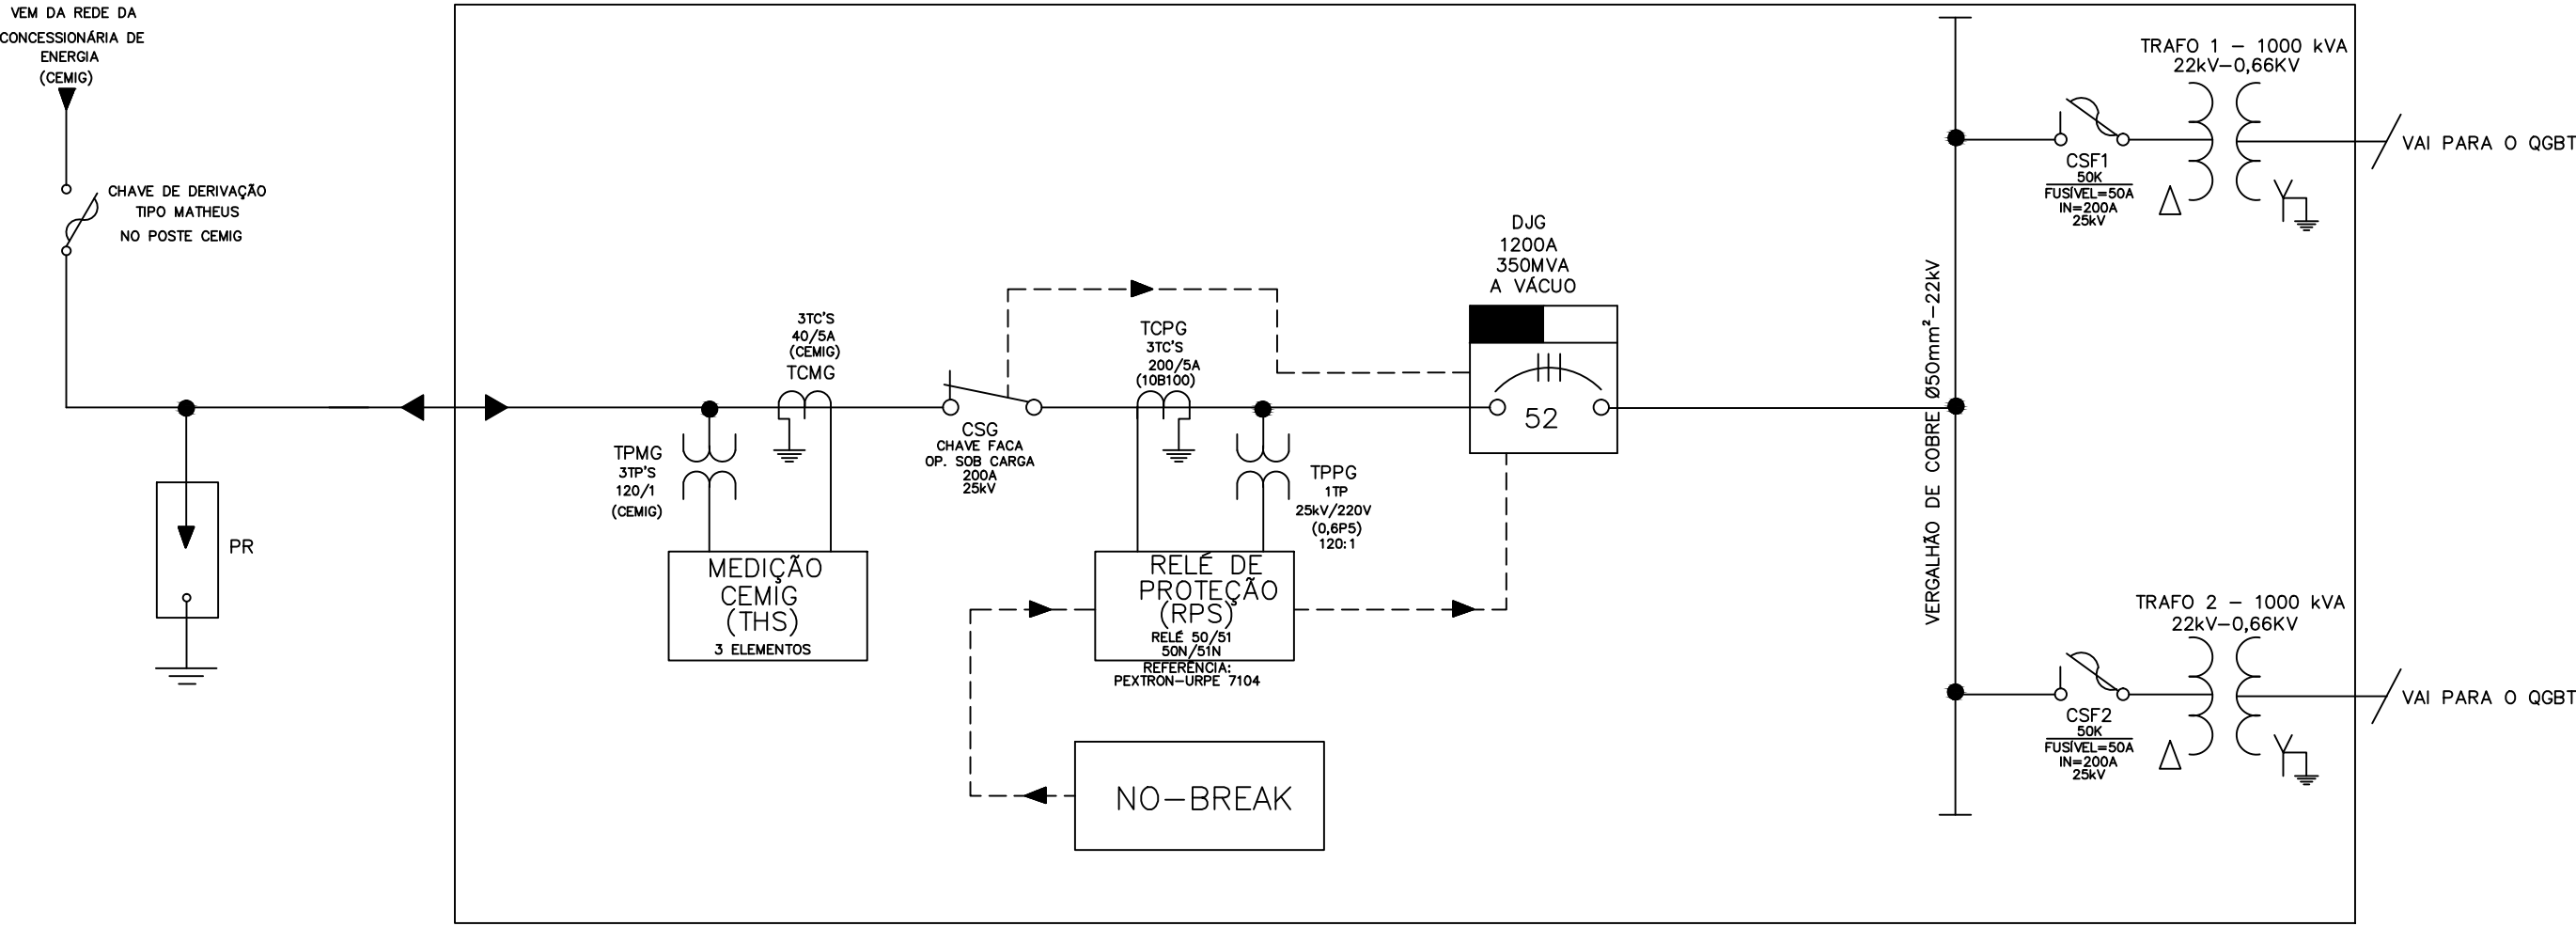 VEM DA REDE DA
CONCESSIONÁRIA DE
ENERGIA
(CEMIG)
CHAVE DE DERIVAÇÃO
TIPO MATHEUS
NO POSTE CEMIG
PR
TPMG
3TP'S
120/1
(CEMIG)
3TC'S
40/5A
(CEMIG)
TCMG
MEDIÇÃO
CEMIG
(THS)
3 ELEMENTOS
CSG
CHAVE FACA
OP. SOB CARGA
200A
25kV
TCPG
3TC'S
200/5A
(10B100)
TPPG
1TP
25kV/220V
(0,6P5)
120:1
RELÉ DE
PROTEÇÃO
(RPS)
RELÉ 50/51
50N/51N
REFERÊNCIA:
PEXTRON-URPE 7104
NO-BREAK
DJG
1200A
350MVA
A VÁCUO
52
VERGALHÃO DE COBRE Ø50mm²-22kV
TRAFO 1 - 1000 kVA
22kV-0,66KV
CSF1
50K
FUSÍVEL=50A
IN=200A
25kV
VAI PARA O QGBT
TRAFO 2 - 1000 kVA
22kV-0,66KV
CSF2
50K
FUSÍVEL=50A
IN=200A
25kV
VAI PARA O QGBT